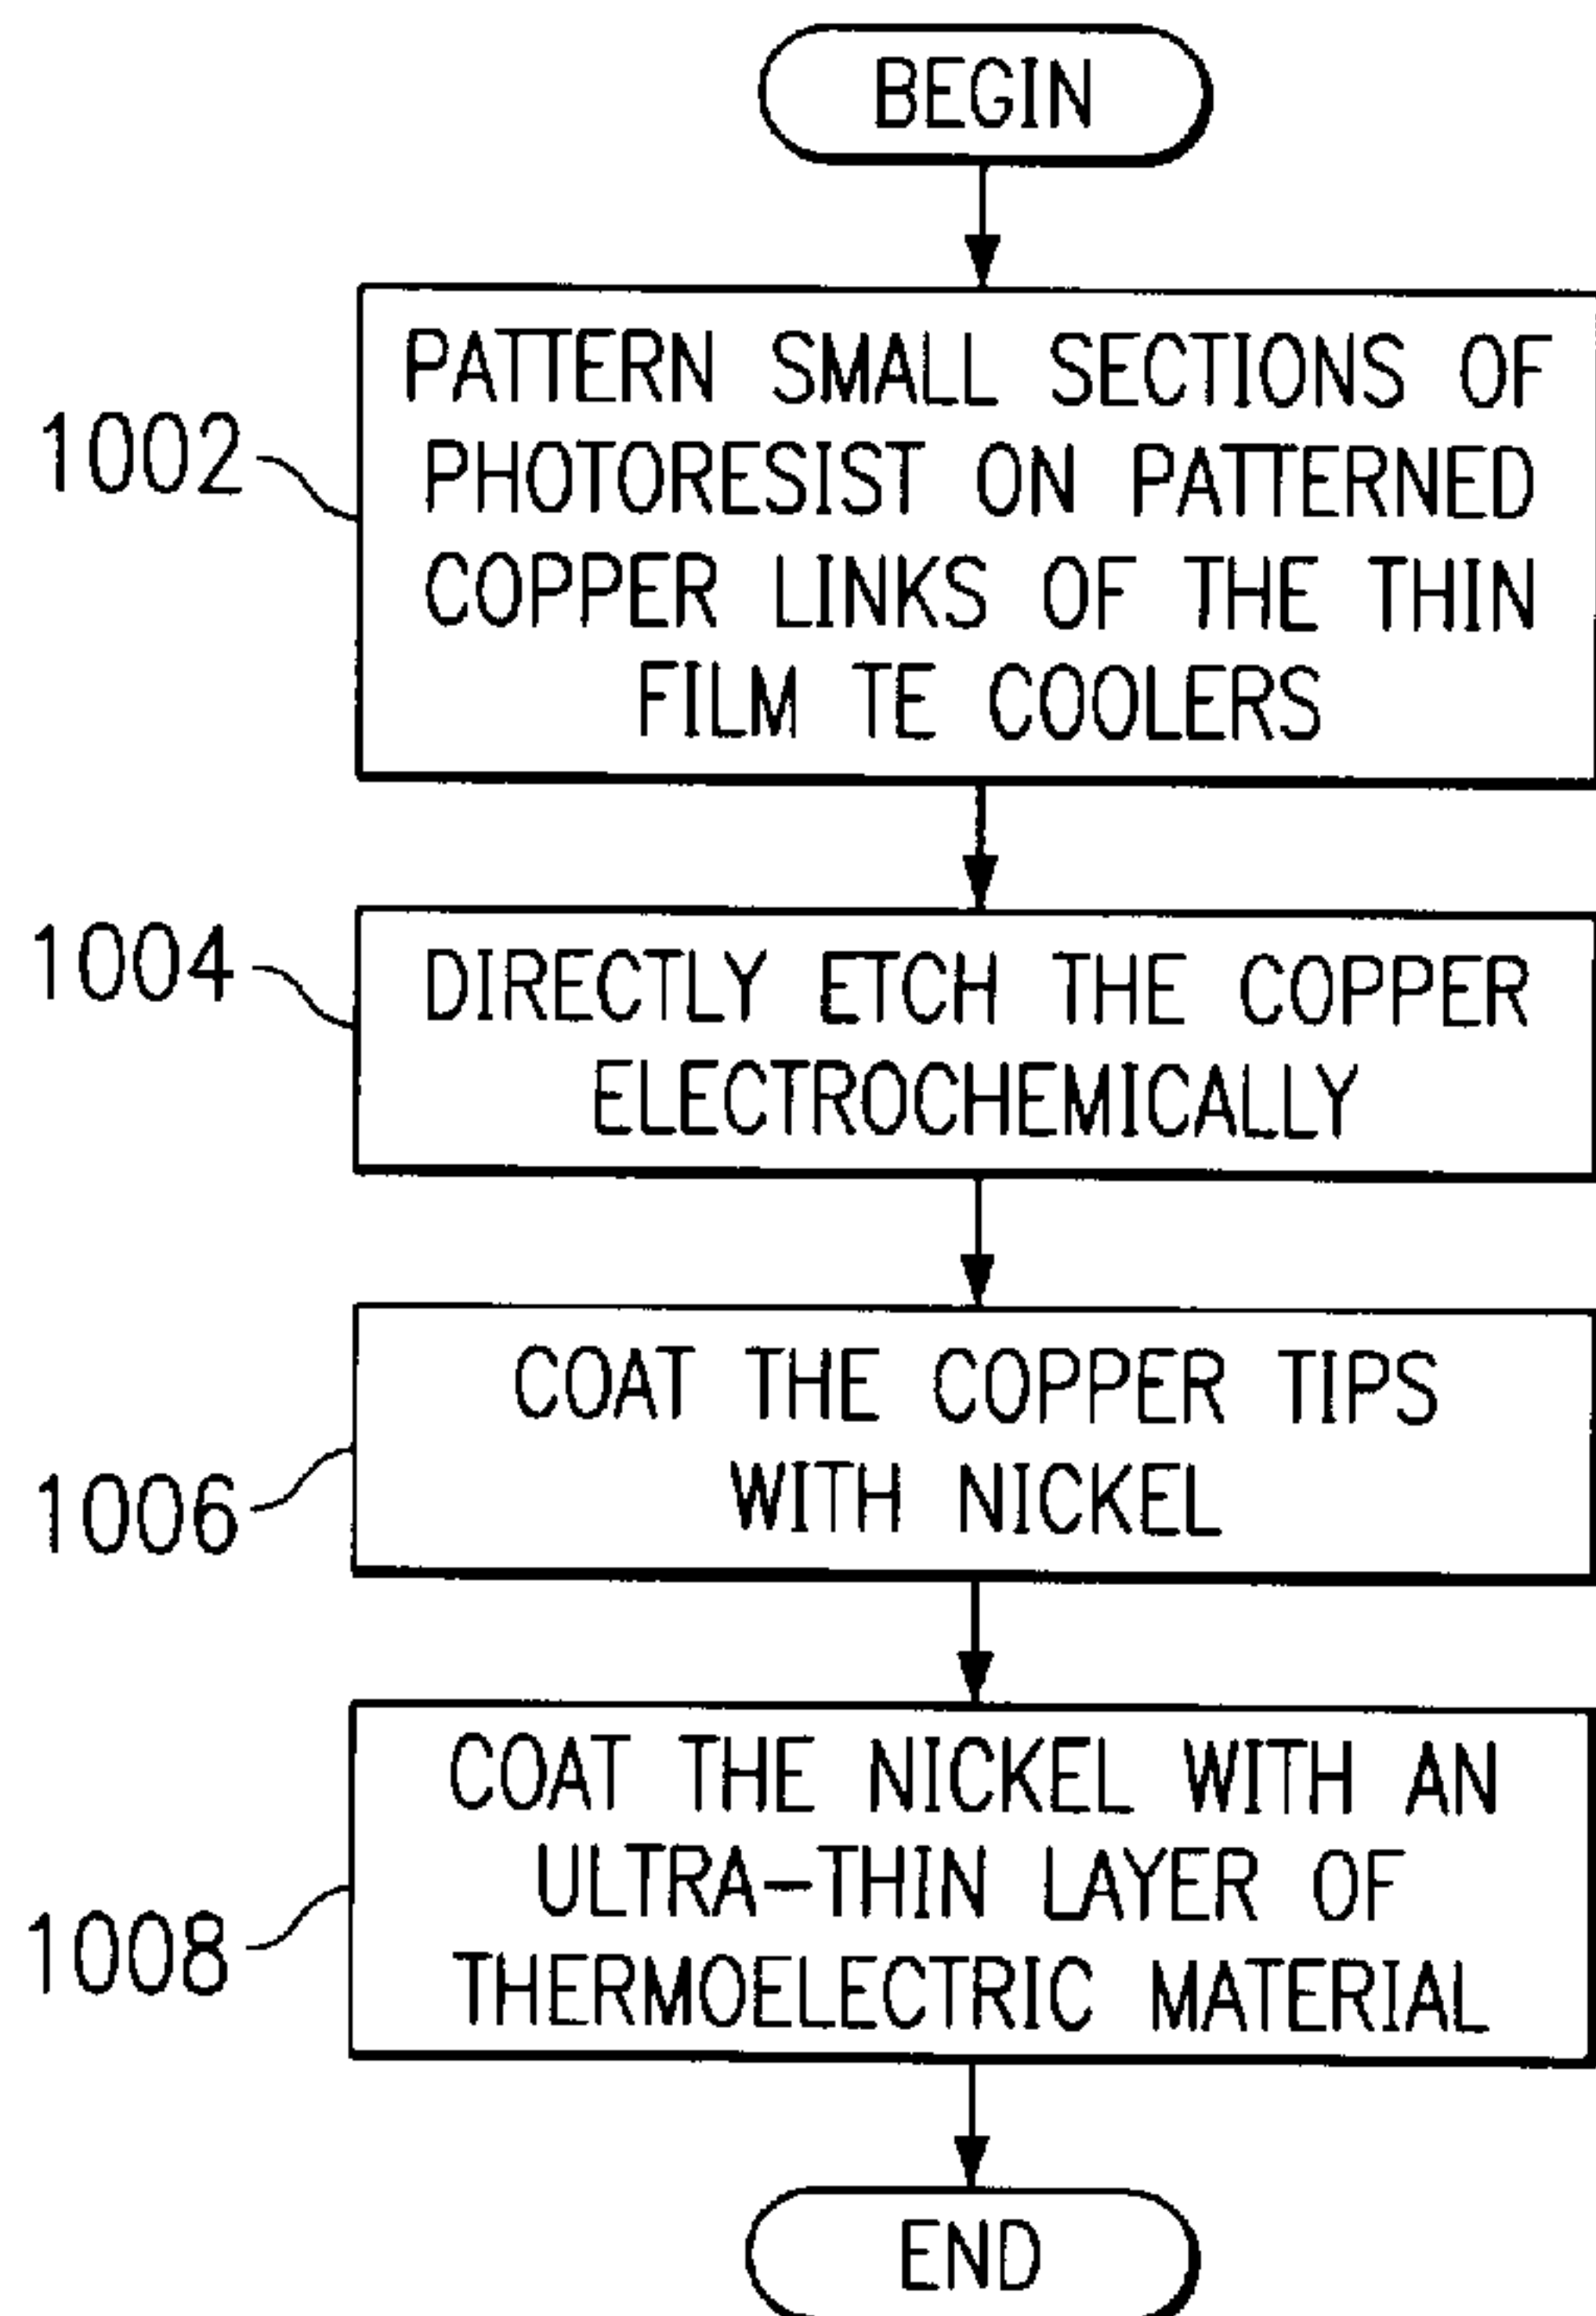 BEGIN
1002
PATTERN SMALL SECTIONS OF
PHOTORESIST ON PATTERNED
COPPER LINKS OF THE THIN
FILM TE COOLERS
1004
DIRECTLY ETCH THE COPPER
ELECTROCHEMICALLY
1006
COAT THE COPPER TIPS
WITH NICKEL
1008
COAT THE NICKEL WITH AN
ULTRA-THIN LAYER OF
THERMOELECTRIC MATERIAL
END